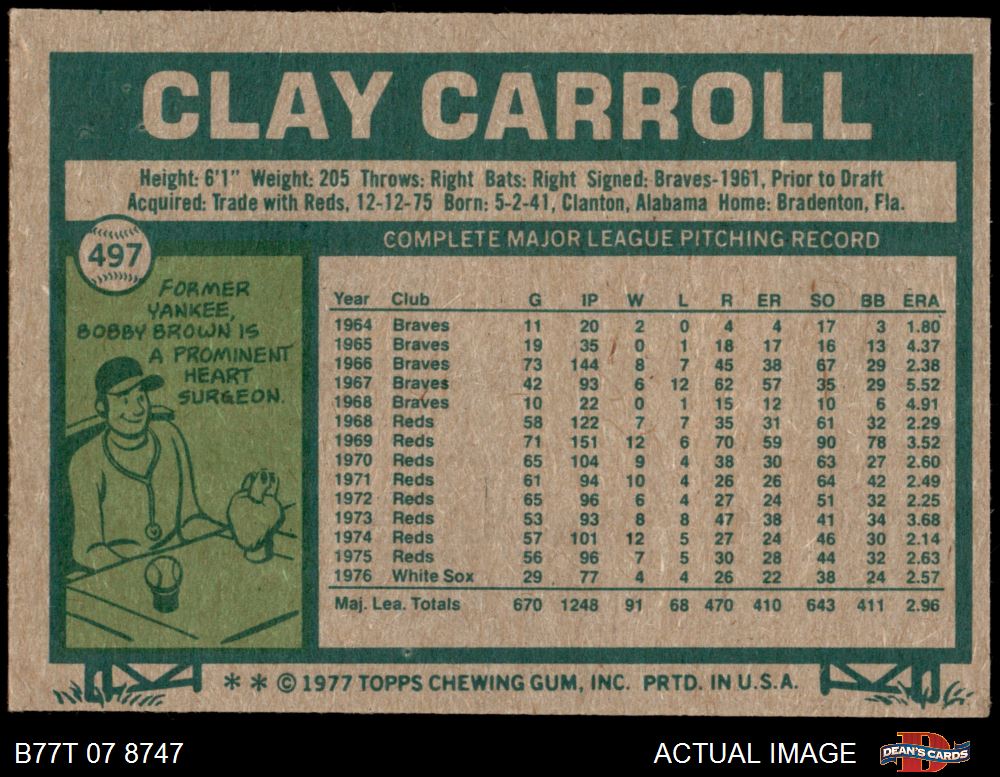 CLAY CARROLL
Height: 6'1" Weight: 205 Throws: Right Bats: Right Signed: Braves-1961, Prior to Draft
Acquired: Trade with Reds, 12-12-75 Born: 5-2-41, Clanton, Alabama Home: Bradenton, Fla.
497
COMPLETE MAJOR LEAGUE PITCHING RECORD
FORMER
YANKEE,
BOBBY BROWN IS
A PROMINENT
HEART
SURGEON.
Year Club G IP W L R ER SO BB ERA
1964 Braves 11 20 2 0 4 4 17 3 1.80
1965 Braves 19 35 0 1 18 17 16 13 4.37
1966 Braves 73 144 8 7 45 38 67 29 2.38
1967 Braves 42 93 6 12 62 57 35 29 5.52
1968 Braves 10 22 0 1 15 12 10 6 4.91
1968 Reds 58 122 7 7 35 31 61 32 2.29
1969 Reds 71 151 12 6 70 59 90 78 3.52
1970 Reds 65 104 9 4 38 30 63 27 2.60
1971 Reds 61 94 10 4 26 26 64 42 2.49
1972 Reds 65 96 6 4 27 24 51 32 2.25
1973 Reds 53 93 8 8 47 38 41 34 3.68
1974 Reds 57 101 12 5 27 24 46 30 2.14
1975 Reds 56 96 7 5 30 28 44 32 2.63
1976 White Sox 29 77 4 4 26 22 38 24 2.57
Maj. Lea. Totals 670 1248 91 68 470 410 643 411 2.96
* * © 1977 TOPPS CHEWING GUM, INC. PRTD. IN U.S.A.
B77T 07 8747
ACTUAL IMAGE
DEAN'S CARDS